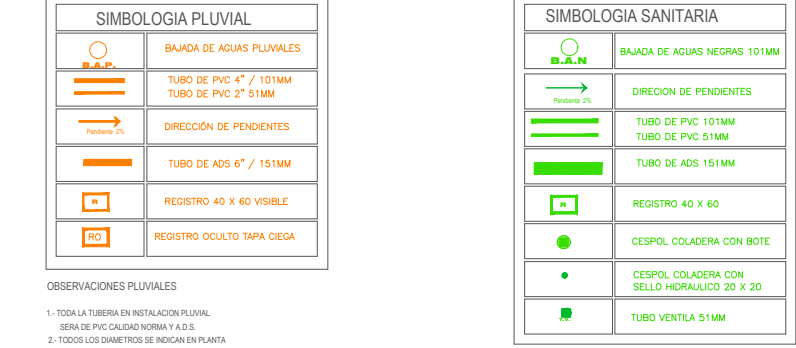 SIMBOLOGIA PLUVIAL
B.A.P.
BAJADA DE AGUAS PLUVIALES
TUBO DE PVC 4" / 101MM
TUBO DE PVC 2" 51MM
Pendiente 2%
DIRECCIÓN DE PENDIENTES
TUBO DE ADS 6" / 151MM
R
REGISTRO 40 X 60 VISIBLE
RO
REGISTRO OCULTO TAPA CIEGA
OBSERVACIONES PLUVIALES
1.- TODA LA TUBERIA EN INSTALACION PLUVIAL
SERA DE PVC CALIDAD NORMA Y A.D.S.
2.- TODOS LOS DIAMETROS SE INDICAN EN PLANTA
SIMBOLOGIA SANITARIA
B.A.N
BAJADA DE AGUAS NEGRAS 101MM
Pendiente 2%
DIRECION DE PENDIENTES
TUBO DE PVC 101MM
TUBO DE PVC 51MM
TUBO DE ADS 151MM
R
REGISTRO 40 X 60
CESPOL COLADERA CON BOTE
CESPOL COLADERA CON
SELLO HIDRAULICO 20 X 20
T.V.
TUBO VENTILA 51MM